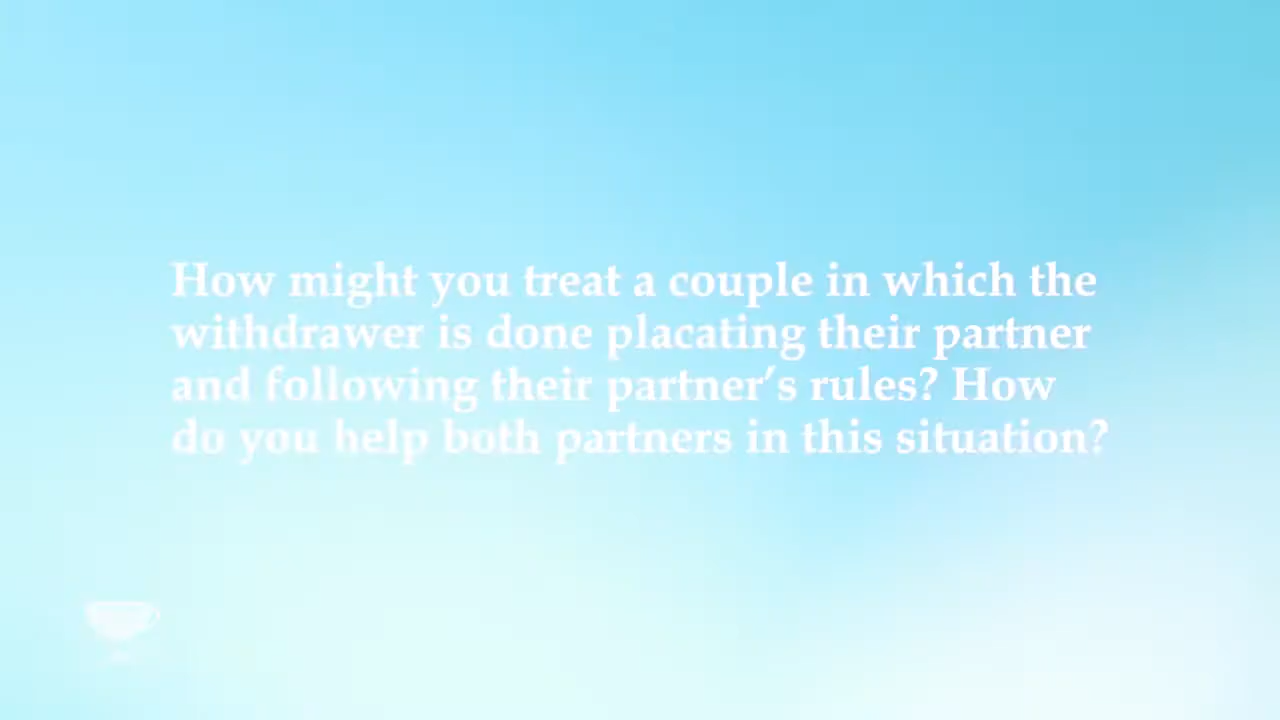 How might you treat a couple in which the
withdrawer is done placating their partner
and following their partner’s rules? How
do you help both partners in this situation?